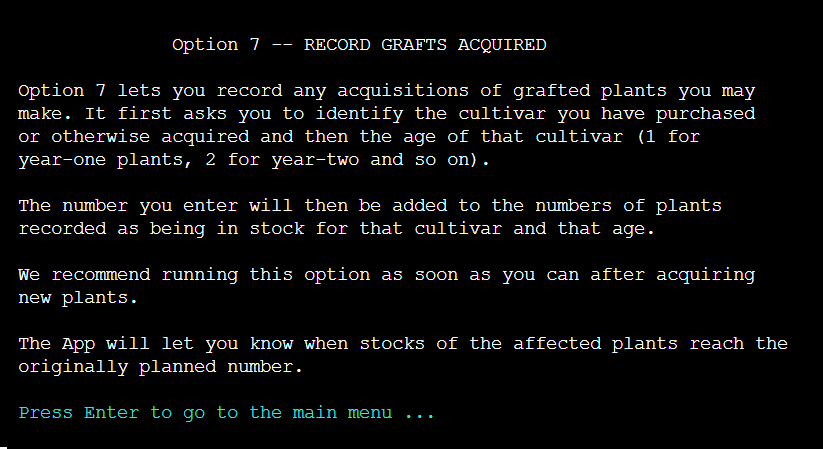 Option 7 -- RECORD GRAFTS ACQUIRED
Option 7 lets you record any acquisitions of grafted plants you may
make. It first asks you to identify the cultivar you have purchased
or otherwise acquired and then the age of that cultivar (1 for
year-one plants, 2 for year-two and so on).
The number you enter will then be added to the numbers of plants
recorded as being in stock for that cultivar and that age.
We recommend running this option as soon as you can after acquiring
new plants.
The App will let you know when stocks of the affected plants reach the
originally planned number.
Press Enter to go to the main menu ...